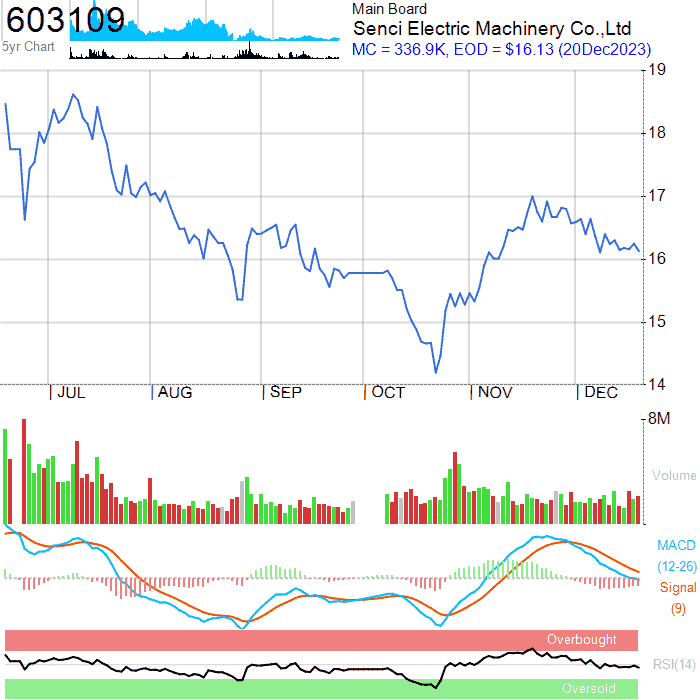 603109
Main Board
Senci Electric Machinery Co.,Ltd
5yr Chart
MC = 336.9K, EOD = $16.13 (20Dec2023)
19
18
17
16
15
14
JUL AUG SEP OCT NOV DEC
8M
Volume
MACD
(12-26)
Signal
(9)
Overbought
RSI(14)
Oversold